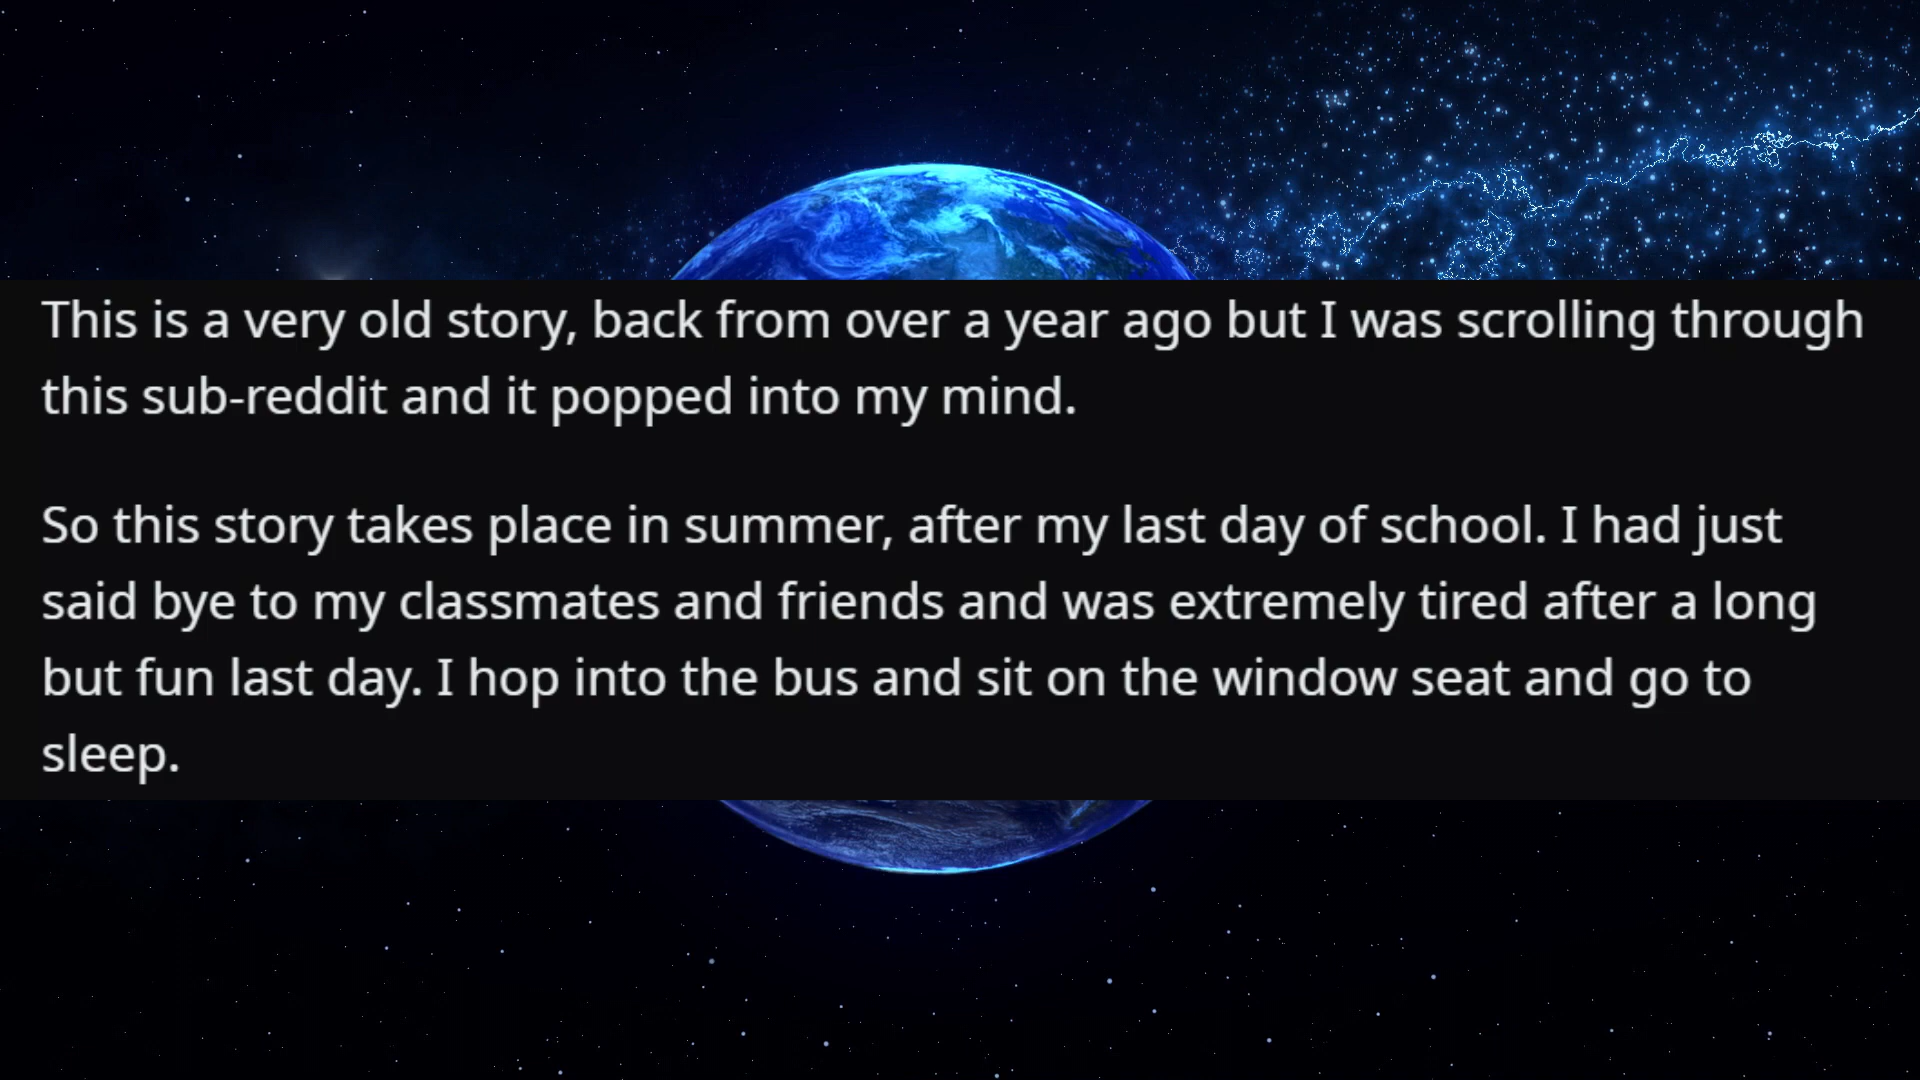 This is a very old story, back from over a year ago but I was scrolling through
this sub-reddit and it popped into my mind.
So this story takes place in summer, after my last day of school. I had just
said bye to my classmates and friends and was extremely tired after a long
but fun last day. I hop into the bus and sit on the window seat and go to
sleep.